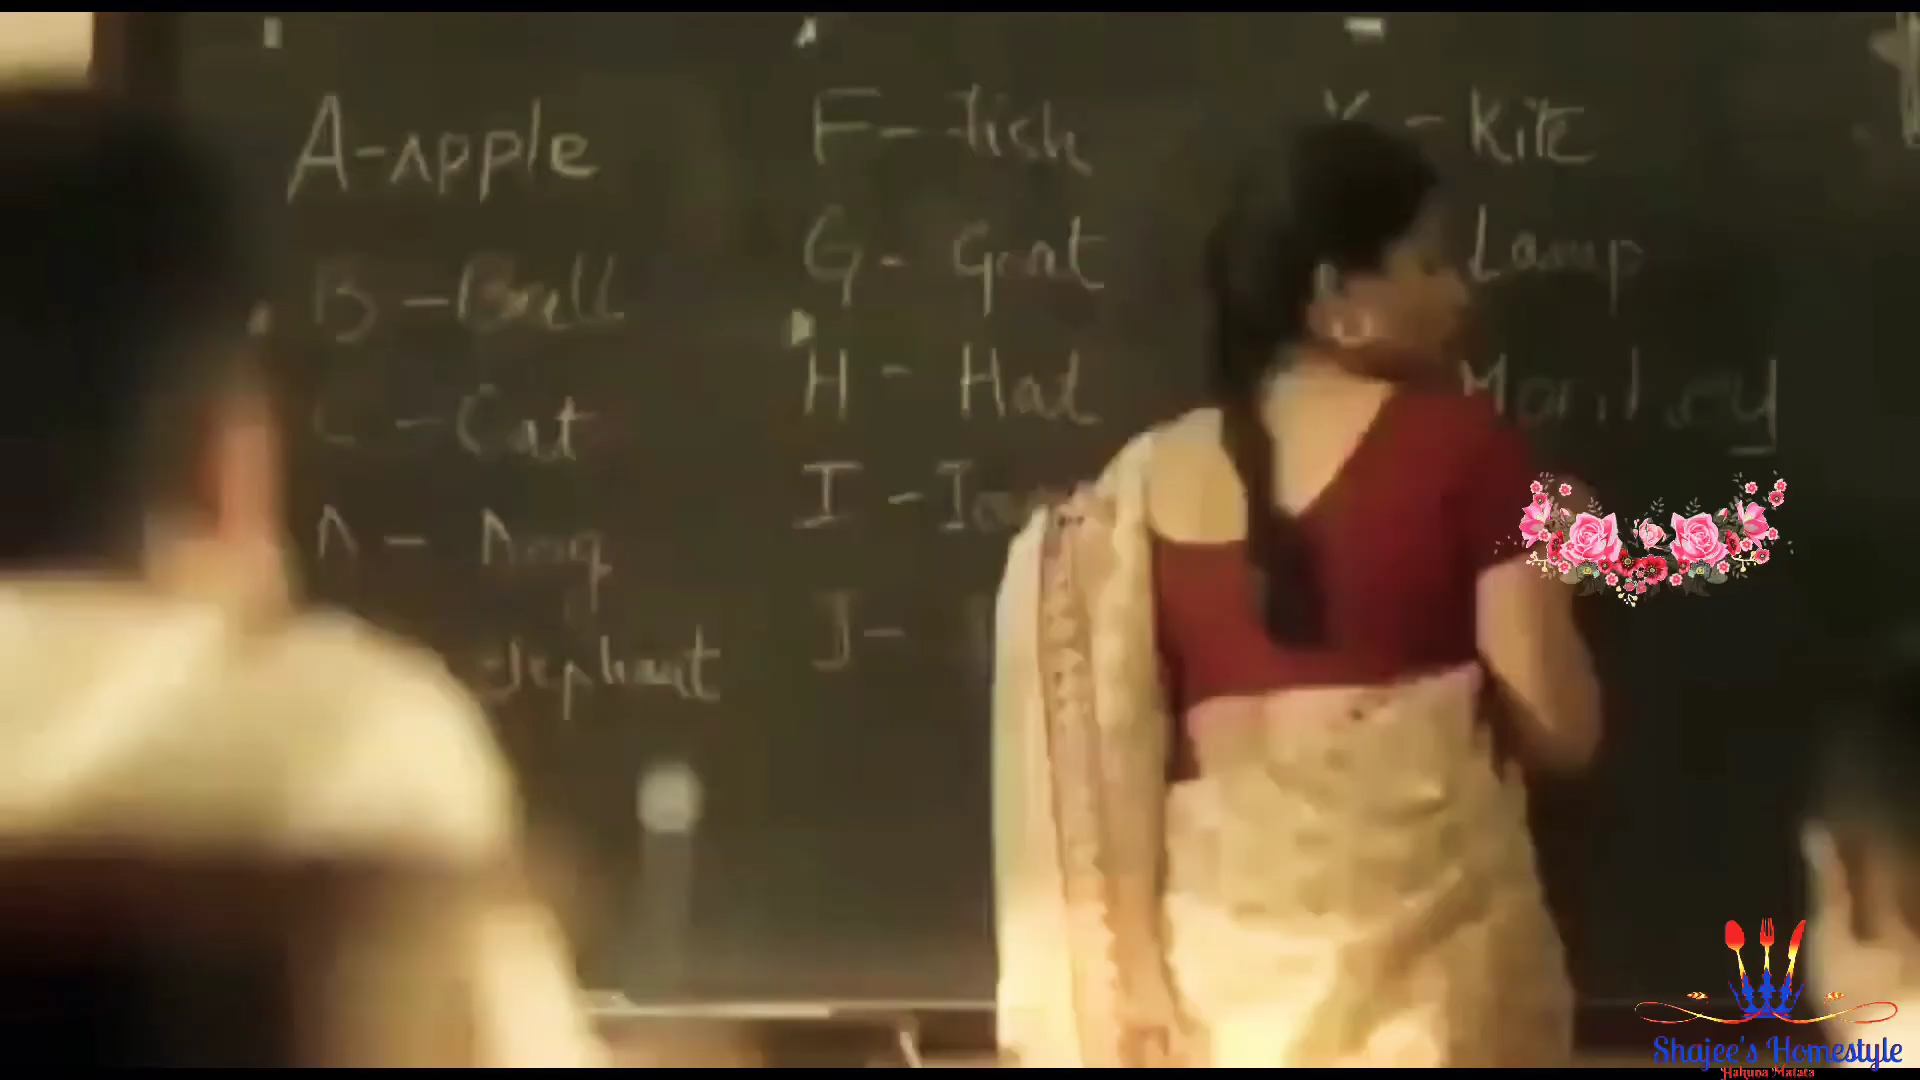 A-Apple
B-Ball
C-Cat
D-Dog
Elephant
F-fish
G-Goat
H-Hat
I-
J-
K-Kite
Lamp
Monkey
Shajee's Homestyle
Hakuna Matata